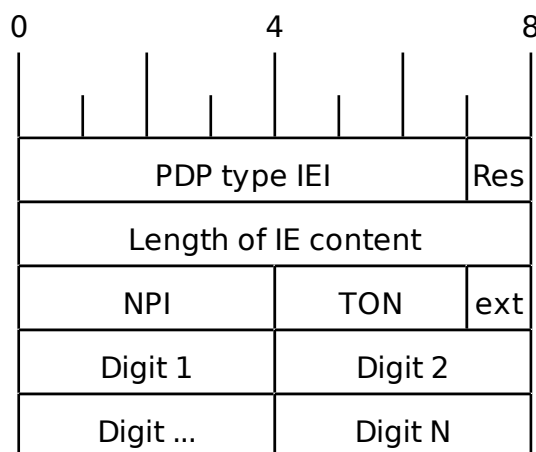 0 4 8
PDP type IEI Res
Length of IE content
NPI TON ext
Digit 1 Digit 2
Digit ... Digit N